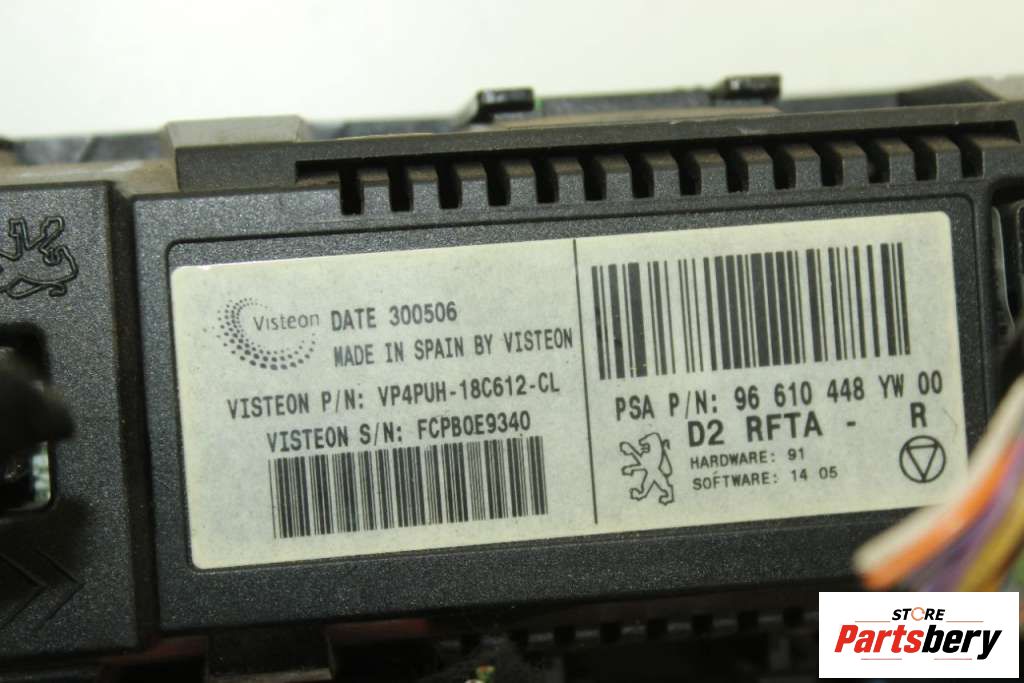 Visteon DATE 300506
MADE IN SPAIN BY VISTEON
VISTEON P/N: VP4PUH-18C612-CL
VISTEON S/N: FCPB0E9340
PSA P/N: 96 610 448 YW 00
D2 RFTA - R
HARDWARE: 91
SOFTWARE: 14 05
STORE
Partsbery